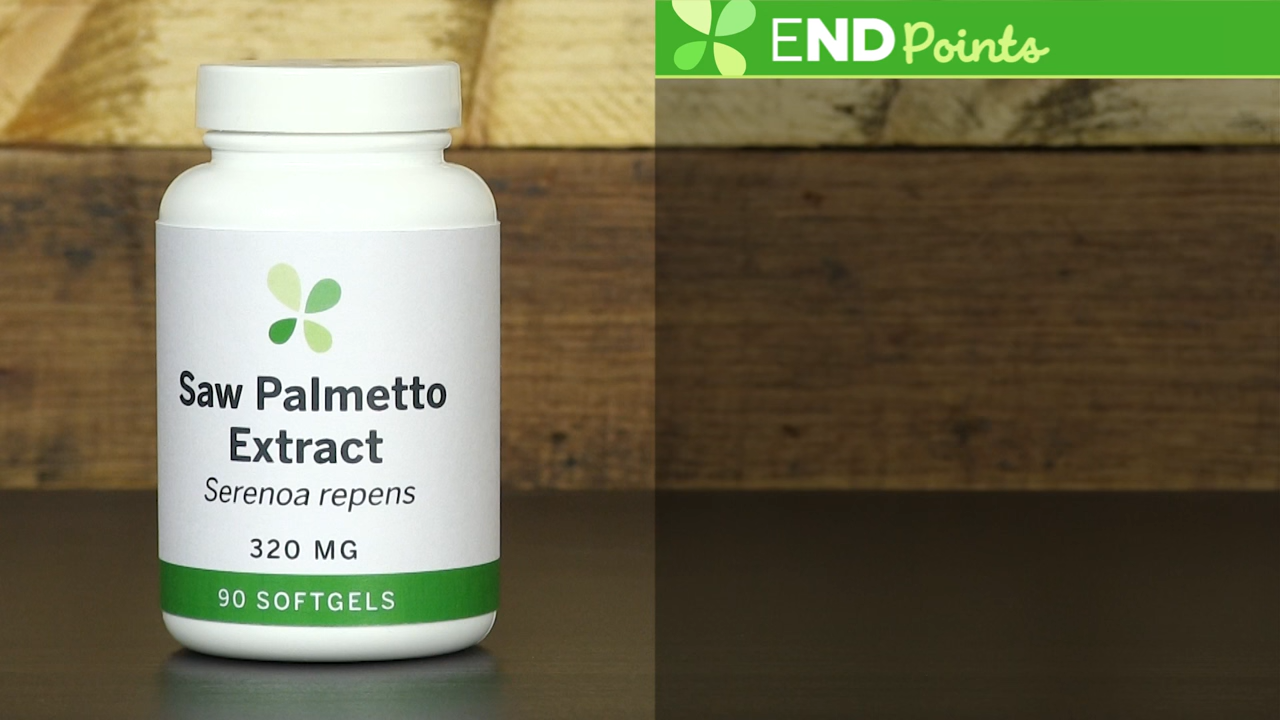 END Points
Saw Palmetto
Extract
Serenoa repens
320 MG
90 SOFTGELS